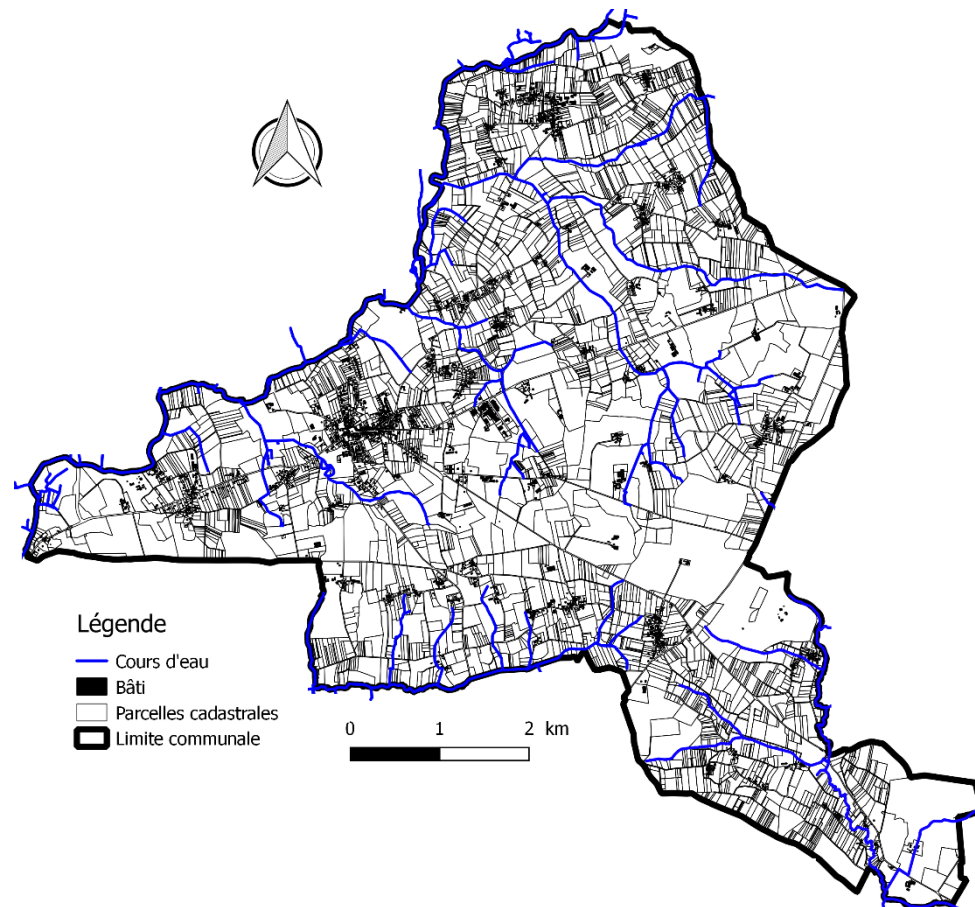 Légende
Cours d'eau
Bâti
Parcelles cadastrales
Limite communale
0 1 2 km